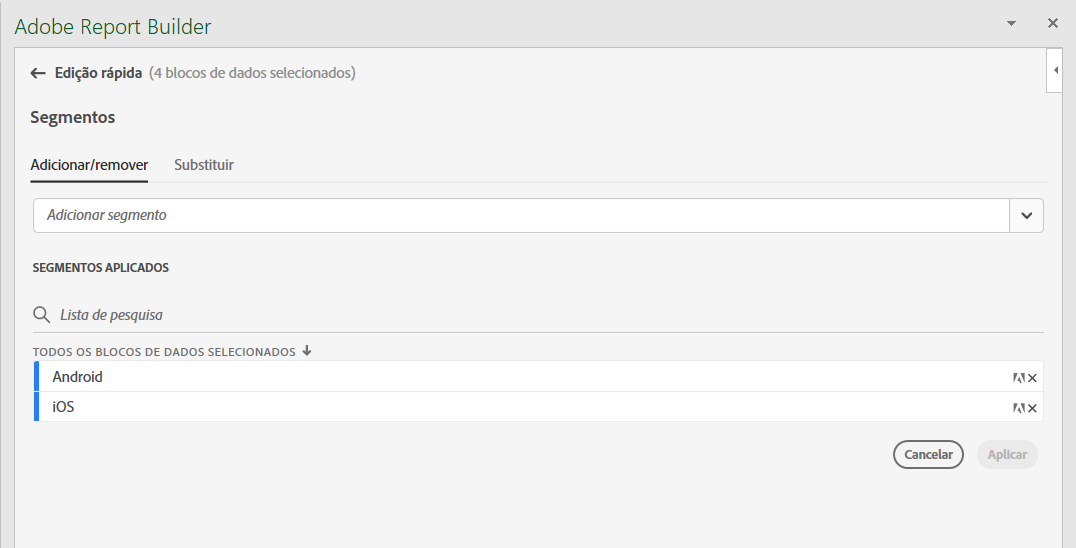 Adobe Report Builder
Edição rápida (4 blocos de dados selecionados)
Segmentos
Adicionar/remover Substituir
Adicionar segmento
SEGMENTOS APLICADOS
Lista de pesquisa
TODOS OS BLOCOS DE DADOS SELECIONADOS
Android
iOS
Cancelar Aplicar